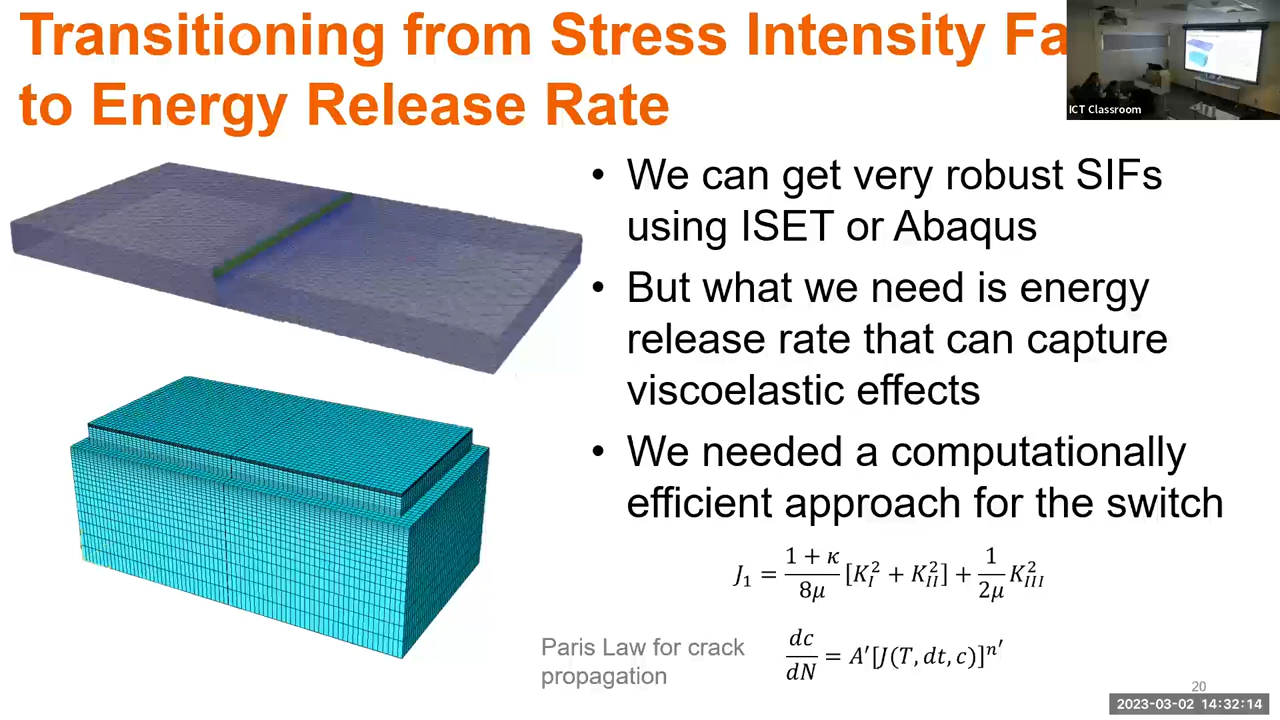 Transitioning from Stress Intensity Fa
to Energy Release Rate
ICT Classroom
• We can get very robust SIFs
using ISET or Abaqus
• But what we need is energy
release rate that can capture
viscoelastic effects
• We needed a computationally
efficient approach for the switch
J₁ = (1 + κ)/(8μ) [K_I² + K_II²] + 1/(2μ) K_III²
Paris Law for crack
propagation
dc/dN = A′[J(T, dt, c)]^n′
20
2023-03-02 14:32:14